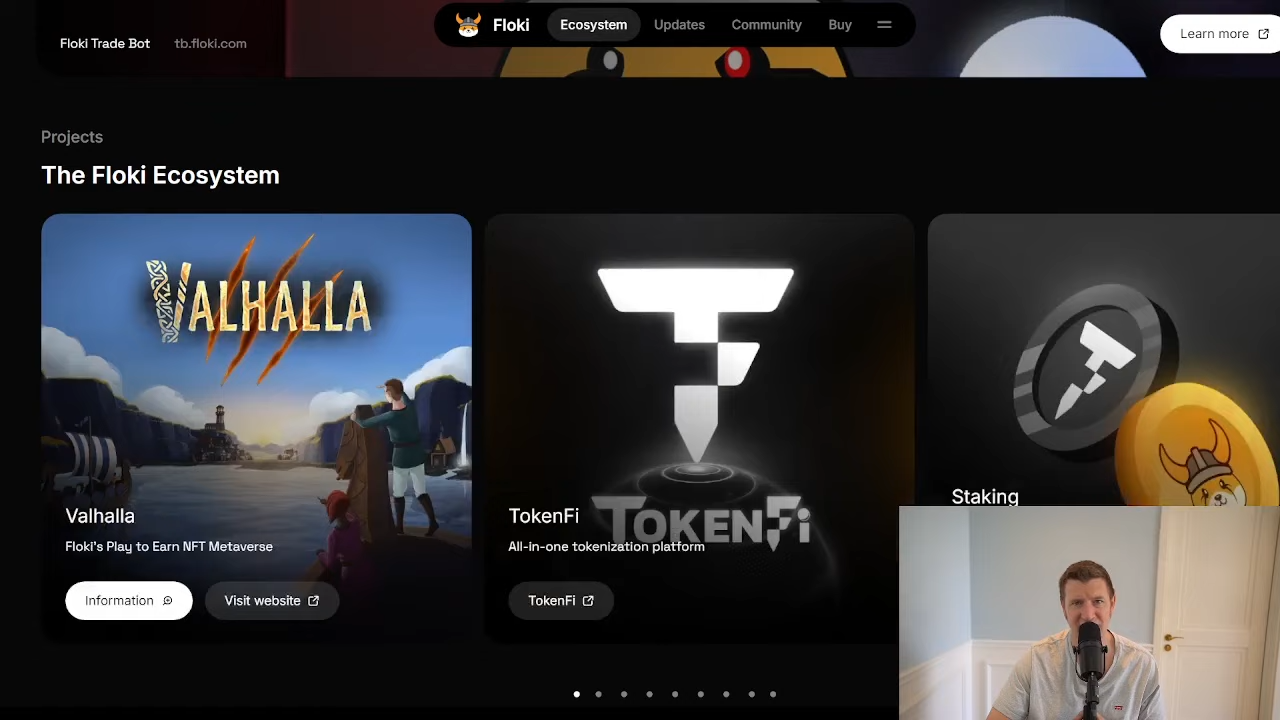 Floki Trade Bot tb.floki.com
Floki Ecosystem Updates Community Buy
Learn more
Projects
The Floki Ecosystem
VALHALLA
Valhalla
Floki's Play to Earn NFT Metaverse
Information Visit website
TOKENFi
TokenFi
All-in-one tokenization platform
TokenFi
Staking